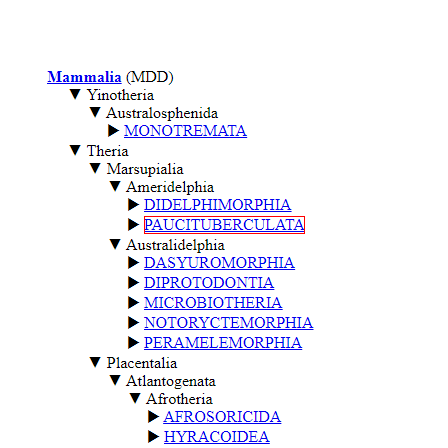 Mammalia (MDD)
▼ Yinotheria
▼ Australosphenida
► MONOTREMATA
▼ Theria
▼ Marsupialia
▼ Ameridelphia
► DIDELPHIMORPHIA
► PAUCITUBERCULATA
▼ Australidelphia
► DASYUROMORPHIA
► DIPROTODONTIA
► MICROBIOTHERIA
► NOTORYCTEMORPHIA
► PERAMELEMORPHIA
▼ Placentalia
▼ Atlantogenata
▼ Afrotheria
► AFROSORICIDA
► HYRACOIDEA